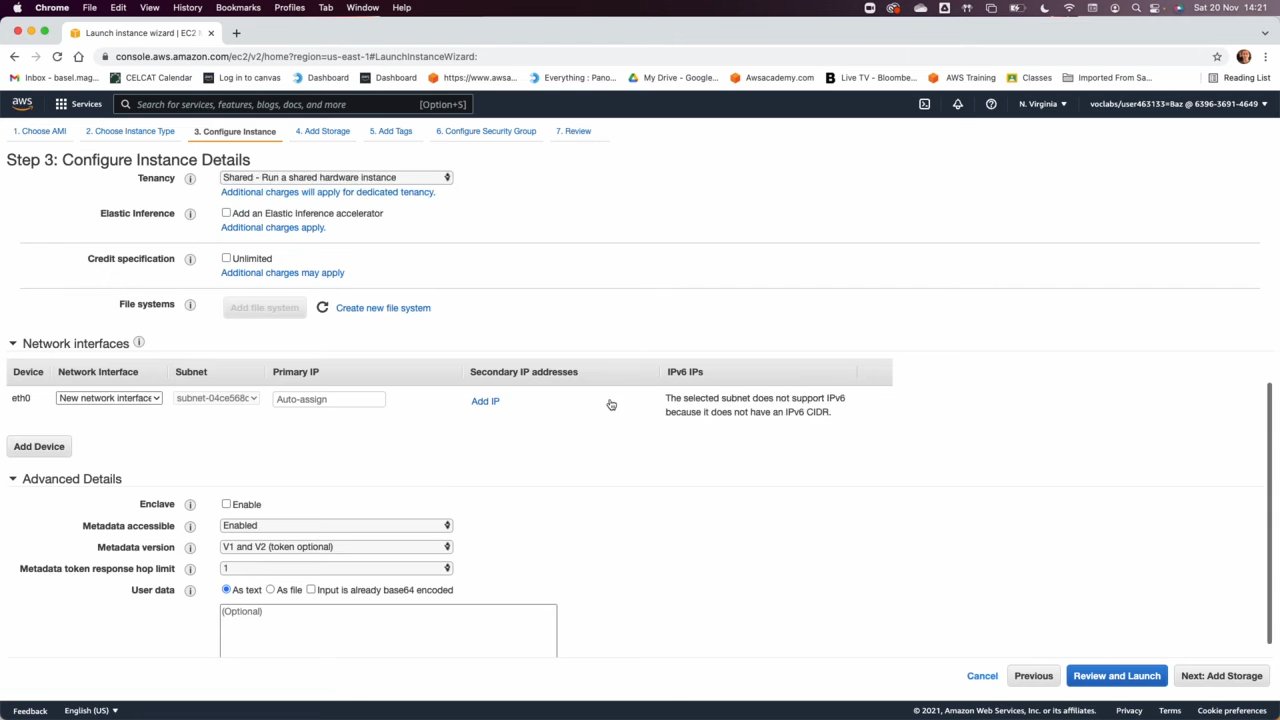 Chrome File Edit View History Bookmarks Profiles Tab Window Help Sat 20 Nov 14:21
Launch instance wizard | EC2
console.aws.amazon.com/ec2/v2/home?region=us-east-1#LaunchInstanceWizard:
Inbox - basel.mag... CELCAT Calendar Log in to canvas Dashboard Dashboard https://www.awsa... Everything : Pano... My Drive - Google... Awsacademy.com Live TV - Bloombe... AWS Training Classes Imported From Sa... Reading List
aws Services Search for services, features, blogs, docs, and more [Option+S] N. Virginia voclabs/user463133=Baz @ 6396-3691-4649
1. Choose AMI 2. Choose Instance Type 3. Configure Instance 4. Add Storage 5. Add Tags 6. Configure Security Group 7. Review
Step 3: Configure Instance Details
Tenancy Shared - Run a shared hardware instance
Additional charges will apply for dedicated tenancy.
Elastic Inference Add an Elastic Inference accelerator
Additional charges apply.
Credit specification Unlimited
Additional charges may apply
File systems Add file system Create new file system
Network interfaces
Device Network Interface Subnet Primary IP Secondary IP addresses IPv6 IPs
eth0 New network interface subnet-04ce568c Auto-assign Add IP The selected subnet does not support IPv6
because it does not have an IPv6 CIDR.
Add Device
Advanced Details
Enclave Enable
Metadata accessible Enabled
Metadata version V1 and V2 (token optional)
Metadata token response hop limit 1
User data As text As file Input is already base64 encoded
(Optional)
Cancel Previous Review and Launch Next: Add Storage
Feedback English (US) © 2021, Amazon Web Services, Inc. or its affiliates. Privacy Terms Cookie preferences